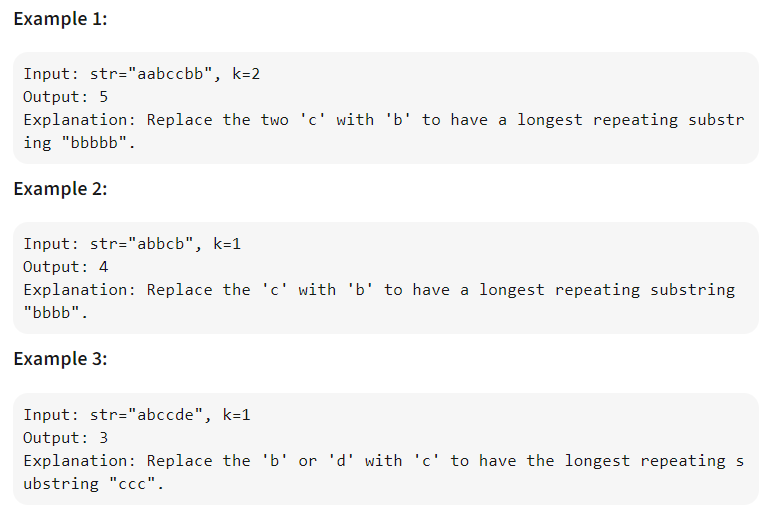 Example 1:
Input: str="aabccbb", k=2
Output: 5
Explanation: Replace the two 'c' with 'b' to have a longest repeating substr
ing "bbbbb".
Example 2:
Input: str="abbcb", k=1
Output: 4
Explanation: Replace the 'c' with 'b' to have a longest repeating substring
"bbbb".
Example 3:
Input: str="abccde", k=1
Output: 3
Explanation: Replace the 'b' or 'd' with 'c' to have the longest repeating s
ubstring "ccc".